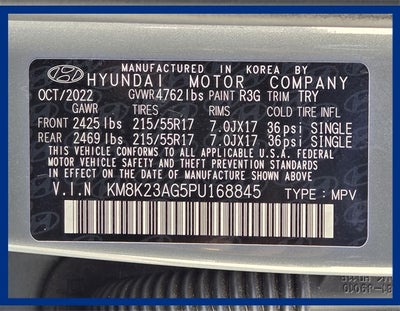 MANUFACTURED IN KOREA BY
HYUNDAI MOTOR COMPANY
OCT/2022 GVWR 4762lbs PAINT R3G TRIM TRY
GAWR TIRES RIMS COLD TIRE INFL
FRONT 2425lbs 215/55R17 7.0JX17 36psi SINGLE
REAR 2469lbs 215/55R17 7.0JX17 36psi SINGLE
THIS VEHICLE CONFORMS TO ALL APPLICABLE U.S.A. FEDERAL
MOTOR VEHICLE SAFETY BUMPER, AND THEFT PREVENTION STANDARDS
IN EFFECT ON THE DATE OF MANUFACTURE SHOWN ABOVE.
V.I.N KM8K23AG5PU168845 TYPE:MPV